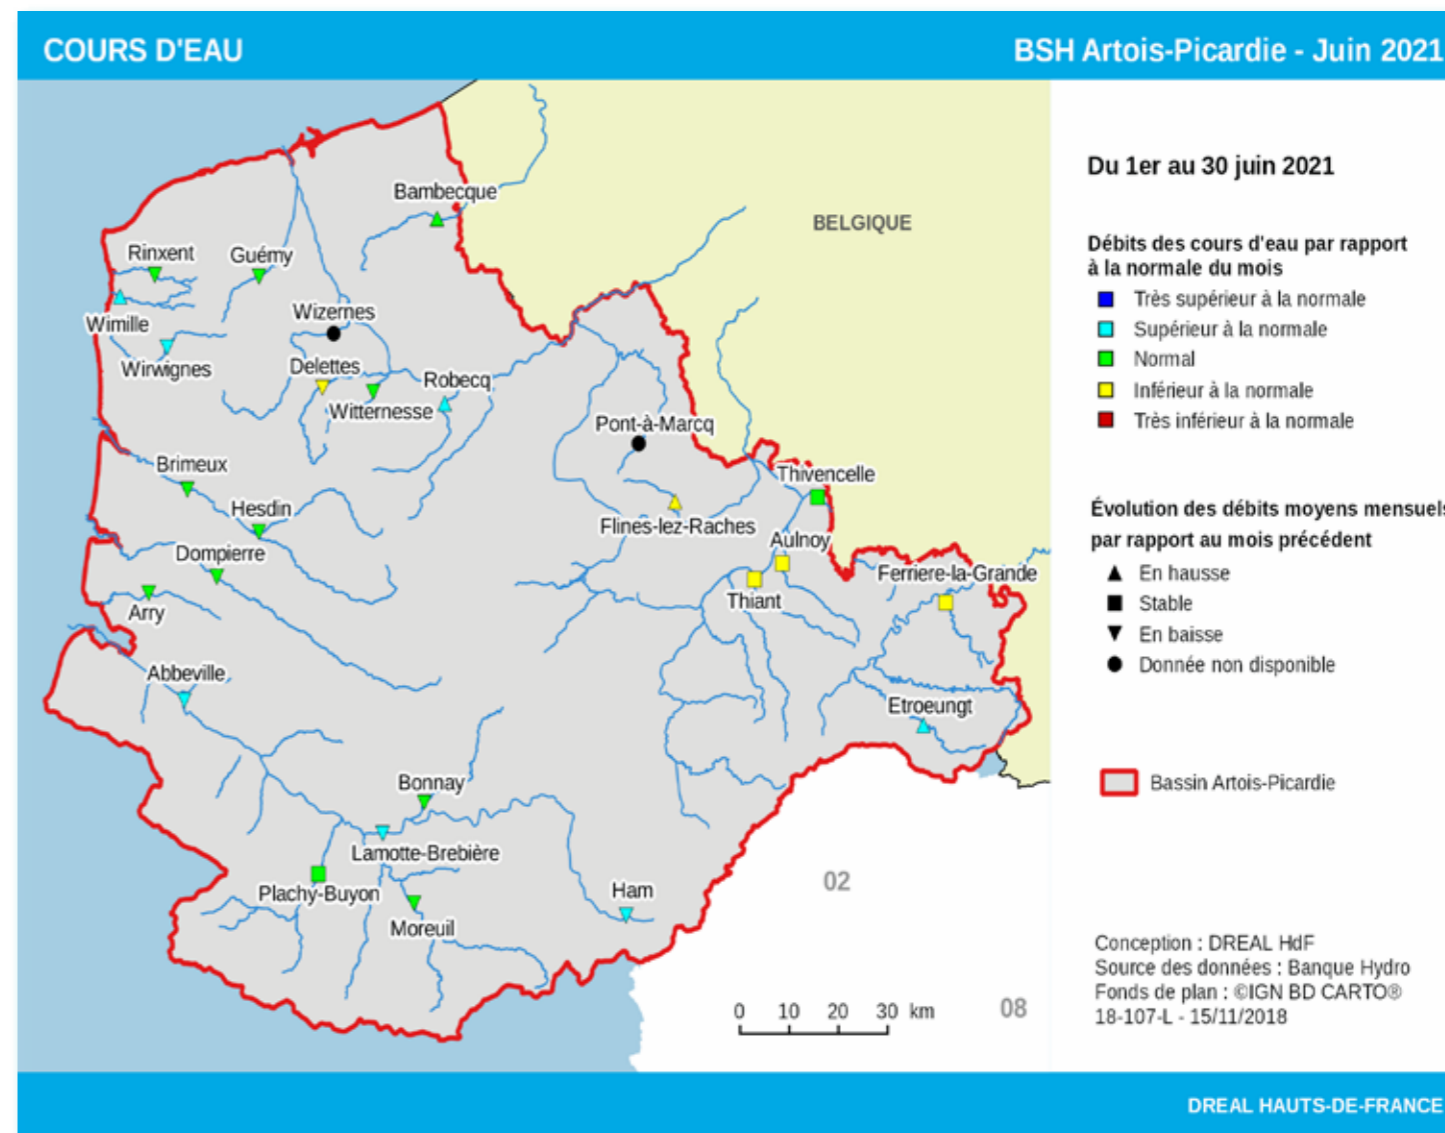 COURS D'EAU
BSH Artois-Picardie - Juin 2021
Bambecque
BELGIQUE
Rinxent
Guémy
Wizernes
Wimille
Wirwignes
Delettes
Robecq
Witternesse
Pont-à-Marcq
Brimeux
Thivencelle
Hesdin
Flines-lez-Raches
Aulnoy
Dompierre
Ferriere-la-Grande
Thiant
Arry
Abbeville
Etroeungt
Bonnay
Lamotte-Brebière
Plachy-Buyon
Ham
Moreuil
02
08
0 10 20 30 km
Du 1er au 30 juin 2021
Débits des cours d'eau par rapport
à la normale du mois
Très supérieur à la normale
Supérieur à la normale
Normal
Inférieur à la normale
Très inférieur à la normale
Évolution des débits moyens mensuels
par rapport au mois précédent
En hausse
Stable
En baisse
Donnée non disponible
Bassin Artois-Picardie
Conception : DREAL HdF
Source des données : Banque Hydro
Fonds de plan : ©IGN BD CARTO®
18-107-L - 15/11/2018
DREAL HAUTS-DE-FRANCE